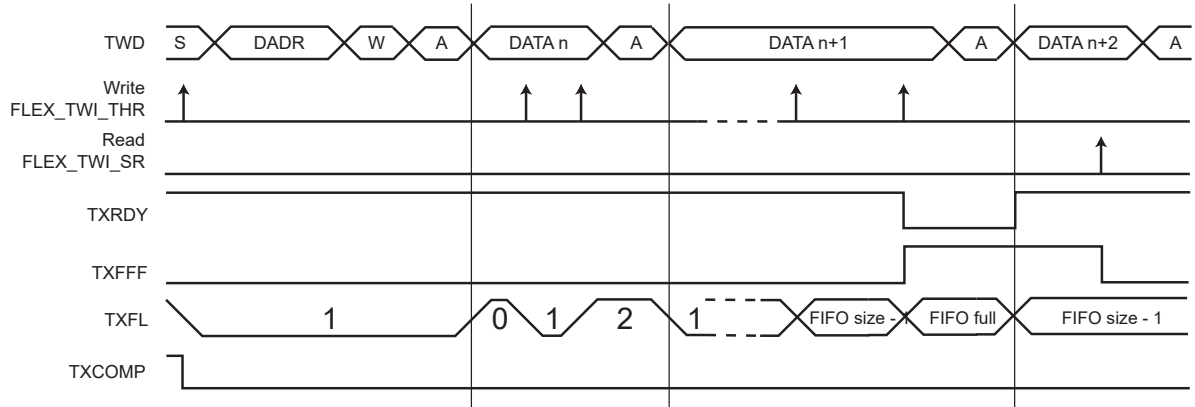 TWD S DADR W A DATA n A DATA n+1 A DATA n+2 A
Write
FLEX_TWI_THR
Read
FLEX_TWI_SR
TXRDY
TXFFF
TXFL 1 0 1 2 1 FIFO size - 1 FIFO full FIFO size - 1
TXCOMP